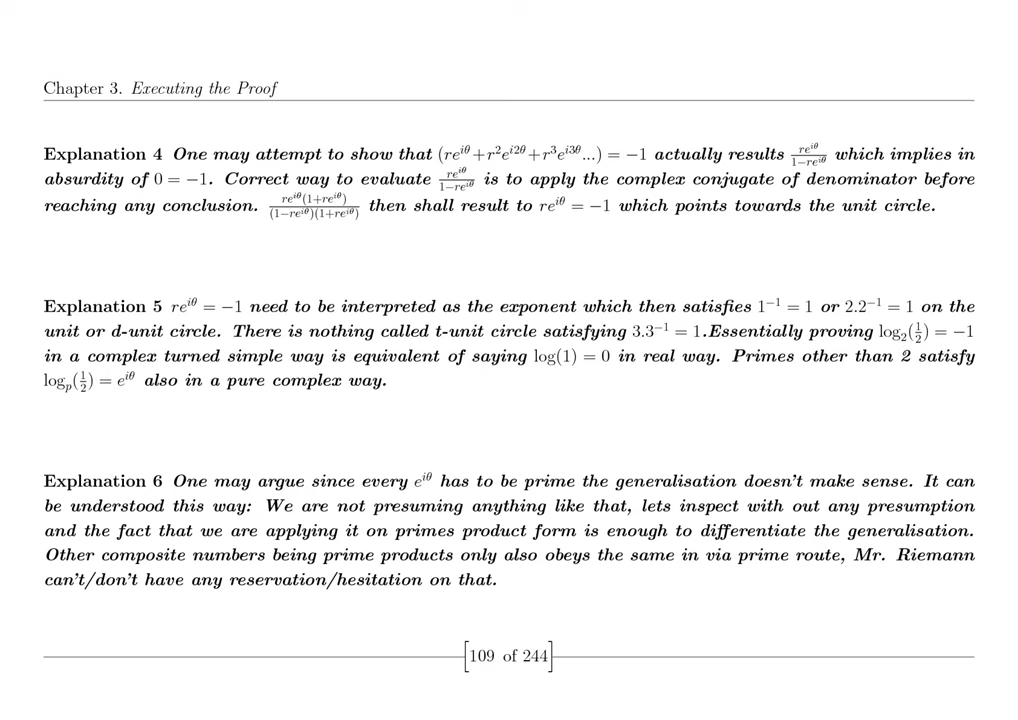 Chapter 3. Executing the Proof
Explanation 4 One may attempt to show that (re^{iθ}+r^2e^{i2θ}+r^3e^{i3θ}...) = −1 actually results \frac{re^{iθ}}{1−re^{iθ}} which implies in
absurdity of 0 = −1. Correct way to evaluate \frac{re^{iθ}}{1−re^{iθ}} is to apply the complex conjugate of denominator before
reaching any conclusion. \frac{re^{iθ}(1+re^{iθ})}{(1−re^{iθ})(1+re^{iθ})} then shall result to re^{iθ} = −1 which points towards the unit circle.
Explanation 5 re^{iθ} = −1 need to be interpreted as the exponent which then satisfies 1^{−1} = 1 or 2.2^{−1} = 1 on the
unit or d-unit circle. There is nothing called t-unit circle satisfying 3.3^{−1} = 1.Essentially proving log_2(\frac{1}{2}) = −1
in a complex turned simple way is equivalent of saying log(1) = 0 in real way. Primes other than 2 satisfy
log_p(\frac{1}{2}) = e^{iθ} also in a pure complex way.
Explanation 6 One may argue since every e^{iθ} has to be prime the generalisation doesn't make sense. It can
be understood this way: We are not presuming anything like that, lets inspect with out any presumption
and the fact that we are applying it on primes product form is enough to differentiate the generalisation.
Other composite numbers being prime products only also obeys the same in via prime route, Mr. Riemann
can't/don't have any reservation/hesitation on that.
[109 of 244]